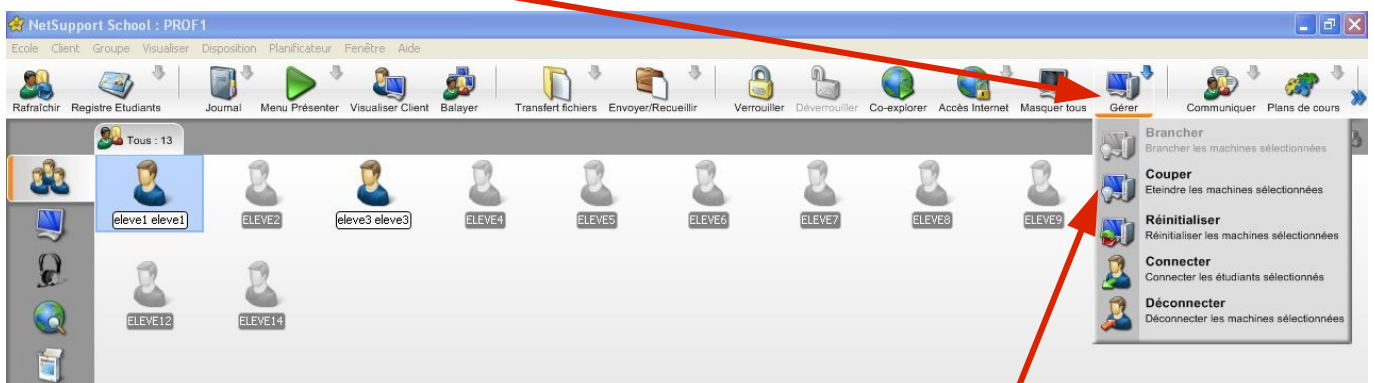 NetSupport School : PROF1
Ecole Client Groupe Visualiser Disposition Planificateur Fenêtre Aide
Rafraîchir Registre Etudiants Journal Menu Présenter Visualiser Client Balayer Transfert fichiers Envoyer/Recueillir Verrouiller Déverrouiller Co-explorer Accès Internet Masquer tous Gérer Communiquer Plans de cours
Tous : 13
eleve1 eleve1 ELEVE2 eleve3 eleve3 ELEVE4 ELEVE5 ELEVE6 ELEVE7 ELEVE8 ELEVE9
ELEVE12 ELEVE14
Brancher
Brancher les machines sélectionnées
Couper
Eteindre les machines sélectionnées
Réinitialiser
Réinitialiser les machines sélectionnées
Connecter
Connecter les étudiants sélectionnés
Déconnecter
Déconnecter les machines sélectionnées